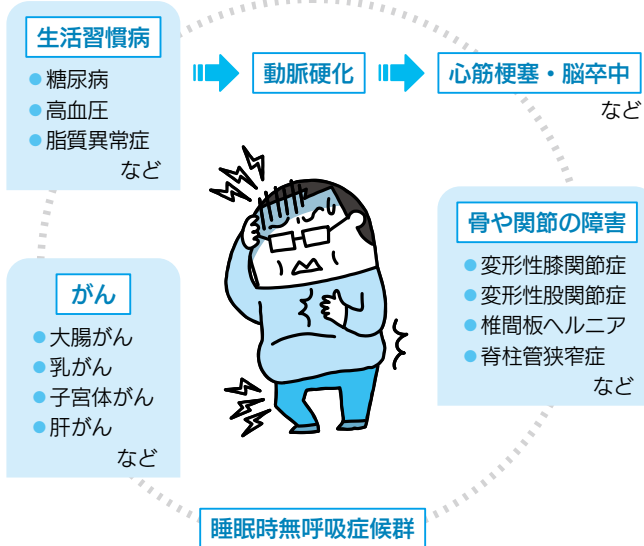 生活習慣病
●糖尿病
●高血圧
●脂質異常症
など
動脈硬化
心筋梗塞・脳卒中
など
骨や関節の障害
●変形性膝関節症
●変形性股関節症
●椎間板ヘルニア
●脊柱管狭窄症
など
がん
●大腸がん
●乳がん
●子宮体がん
●肝がん
など
睡眠時無呼吸症候群